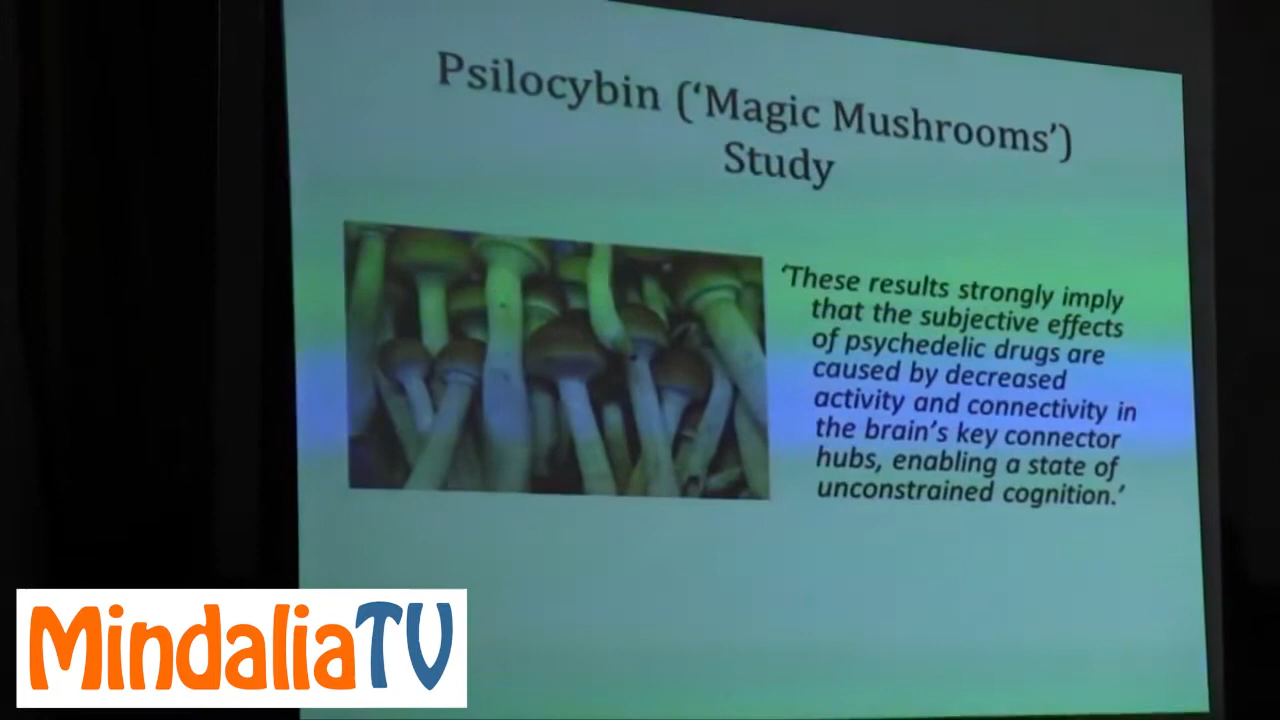 Psilocybin (‘Magic Mushrooms’)
Study
‘These results strongly imply
that the subjective effects
of psychedelic drugs are
caused by decreased
activity and connectivity in
the brain’s key connector
hubs, enabling a state of
unconstrained cognition.’
MindaliaTV